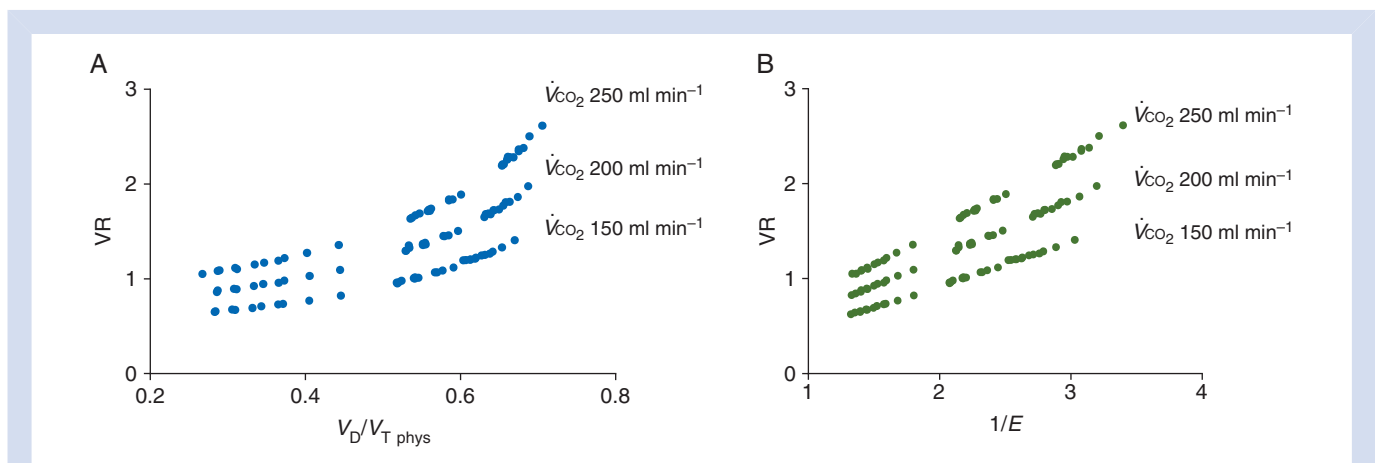 A
3
2
1
0
VR
0.2 0.4 0.6 0.8
V̇CO₂ 250 ml min⁻¹
V̇CO₂ 200 ml min⁻¹
V̇CO₂ 150 ml min⁻¹
V_D/V_T phys
B
3
2
1
0
VR
1 2 3 4
V̇CO₂ 250 ml min⁻¹
V̇CO₂ 200 ml min⁻¹
V̇CO₂ 150 ml min⁻¹
1/E